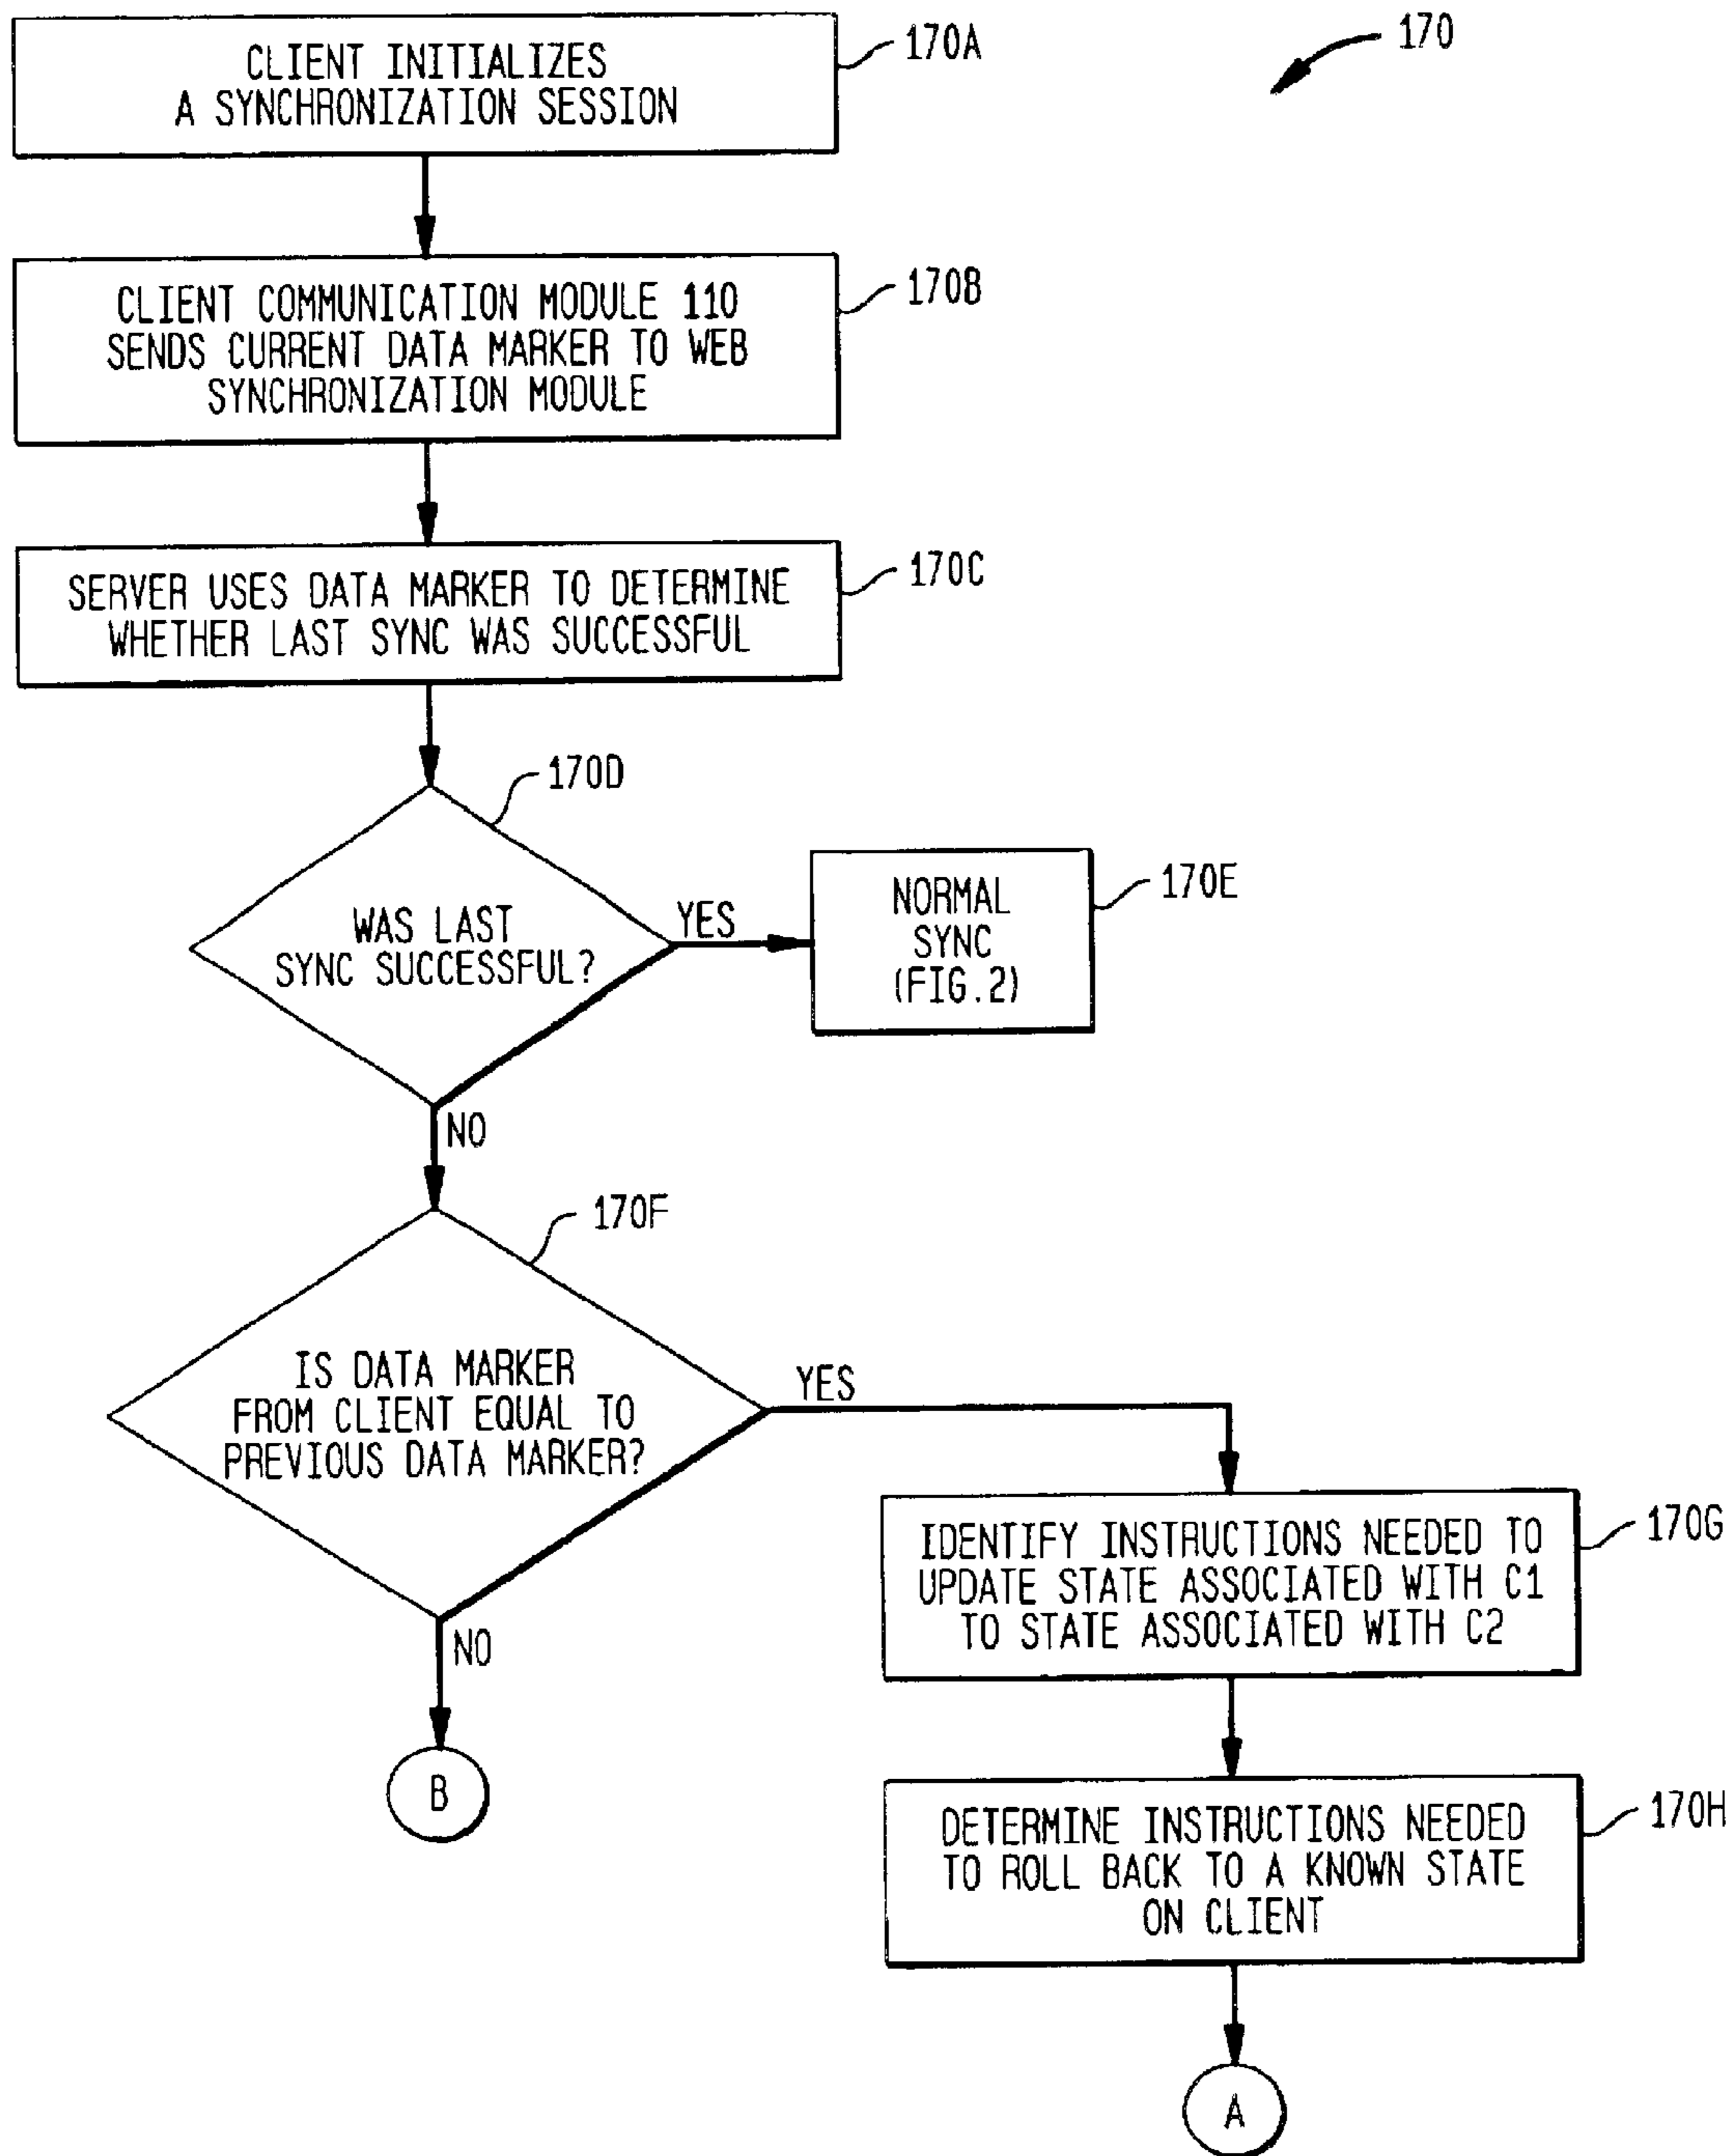 170
CLIENT INITIALIZES
A SYNCHRONIZATION SESSION
170A
CLIENT COMMUNICATION MODULE 110
SENDS CURRENT DATA MARKER TO WEB
SYNCHRONIZATION MODULE
170B
SERVER USES DATA MARKER TO DETERMINE
WHETHER LAST SYNC WAS SUCCESSFUL
170C
170D
WAS LAST
SYNC SUCCESSFUL?
YES
NORMAL
SYNC
(FIG.2)
170E
NO
170F
IS DATA MARKER
FROM CLIENT EQUAL TO
PREVIOUS DATA MARKER?
YES
NO
B
IDENTIFY INSTRUCTIONS NEEDED TO
UPDATE STATE ASSOCIATED WITH C1
TO STATE ASSOCIATED WITH C2
170G
DETERMINE INSTRUCTIONS NEEDED
TO ROLL BACK TO A KNOWN STATE
ON CLIENT
170H
A